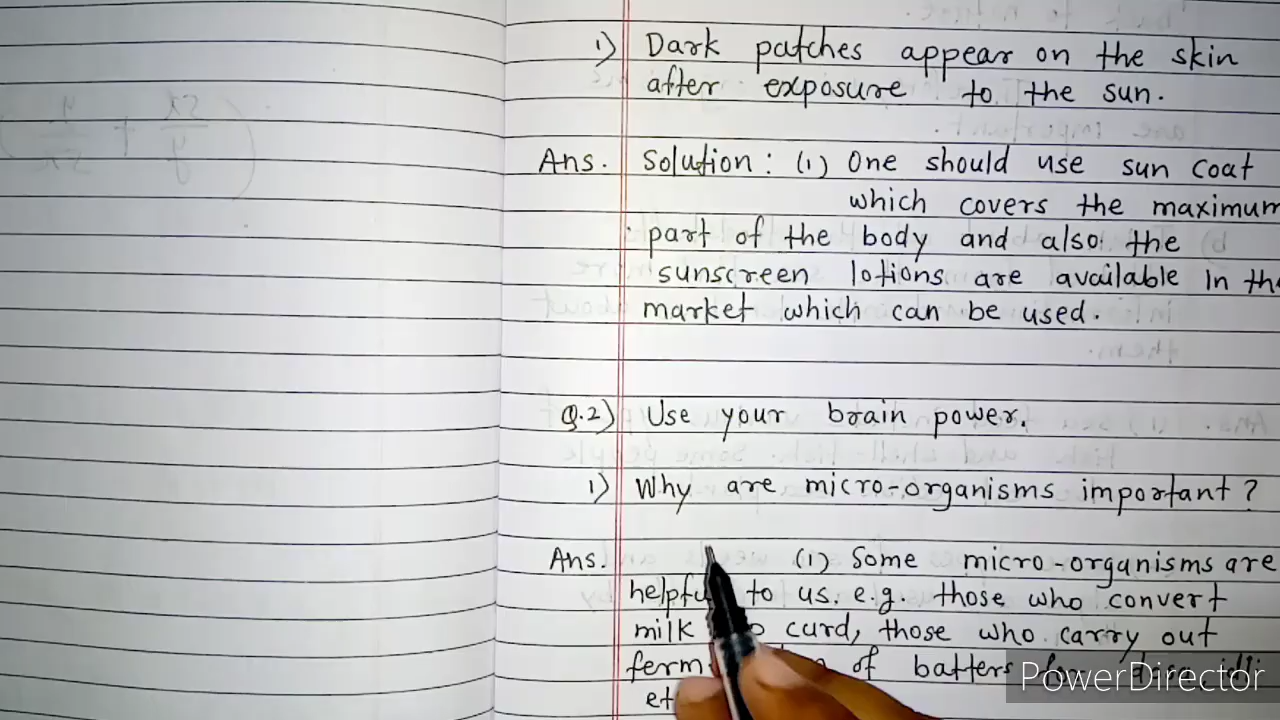 1) Dark patches appear on the skin
after exposure to the sun.
Ans. Solution: (1) One should use sun coat
which covers the maximum
part of the body and also the
sunscreen lotions are available in the
market which can be used.
Q.2) Use your brain power.
1) Why are micro-organisms important?
Ans. (1) Some micro-organisms are
helpful to us. e.g. those who convert
milk curd, those who carry out
of batters for dosa, idli
PowerDirector